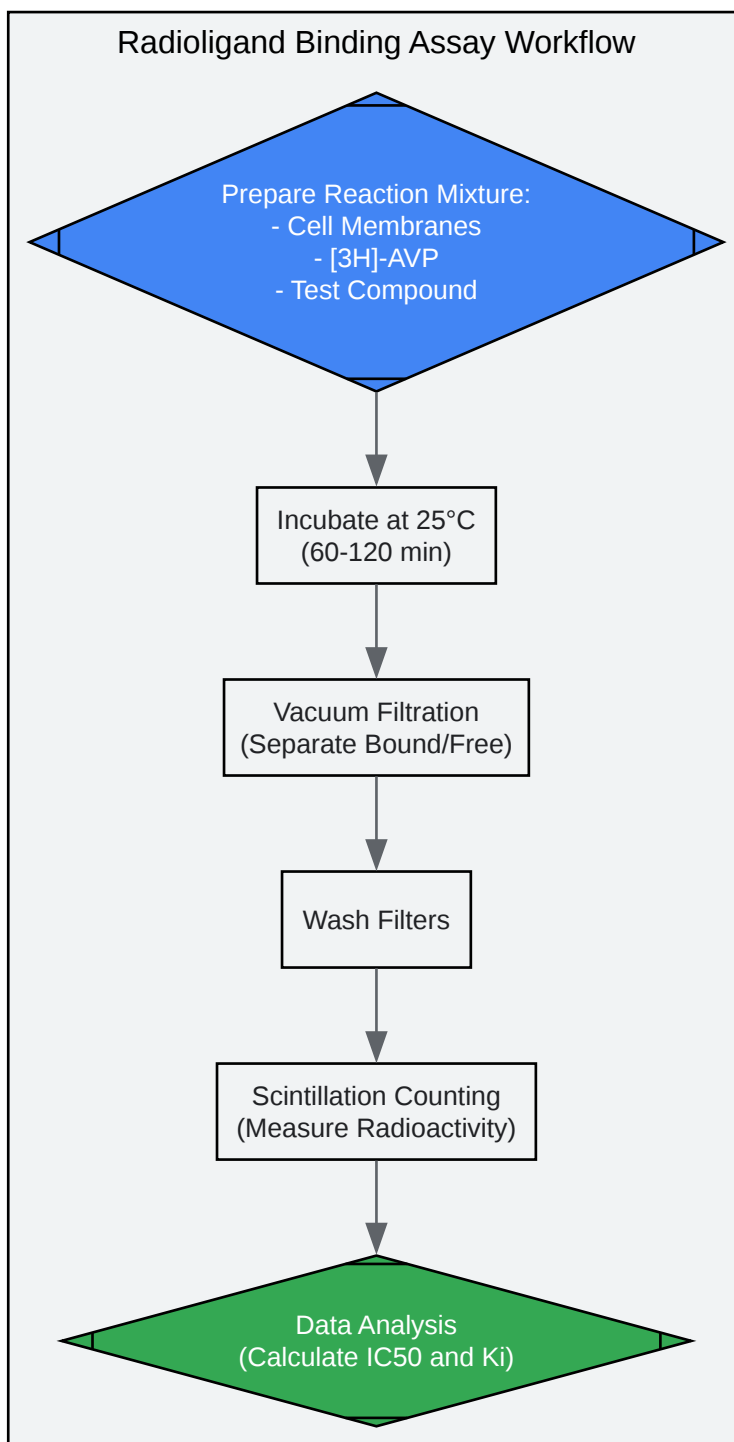 Radioligand Binding Assay Workflow
Prepare Reaction Mixture:
- Cell Membranes
- [3H]-AVP
- Test Compound
Incubate at 25°C
(60-120 min)
Vacuum Filtration
(Separate Bound/Free)
Wash Filters
Scintillation Counting
(Measure Radioactivity)
Data Analysis
(Calculate IC50 and Ki)